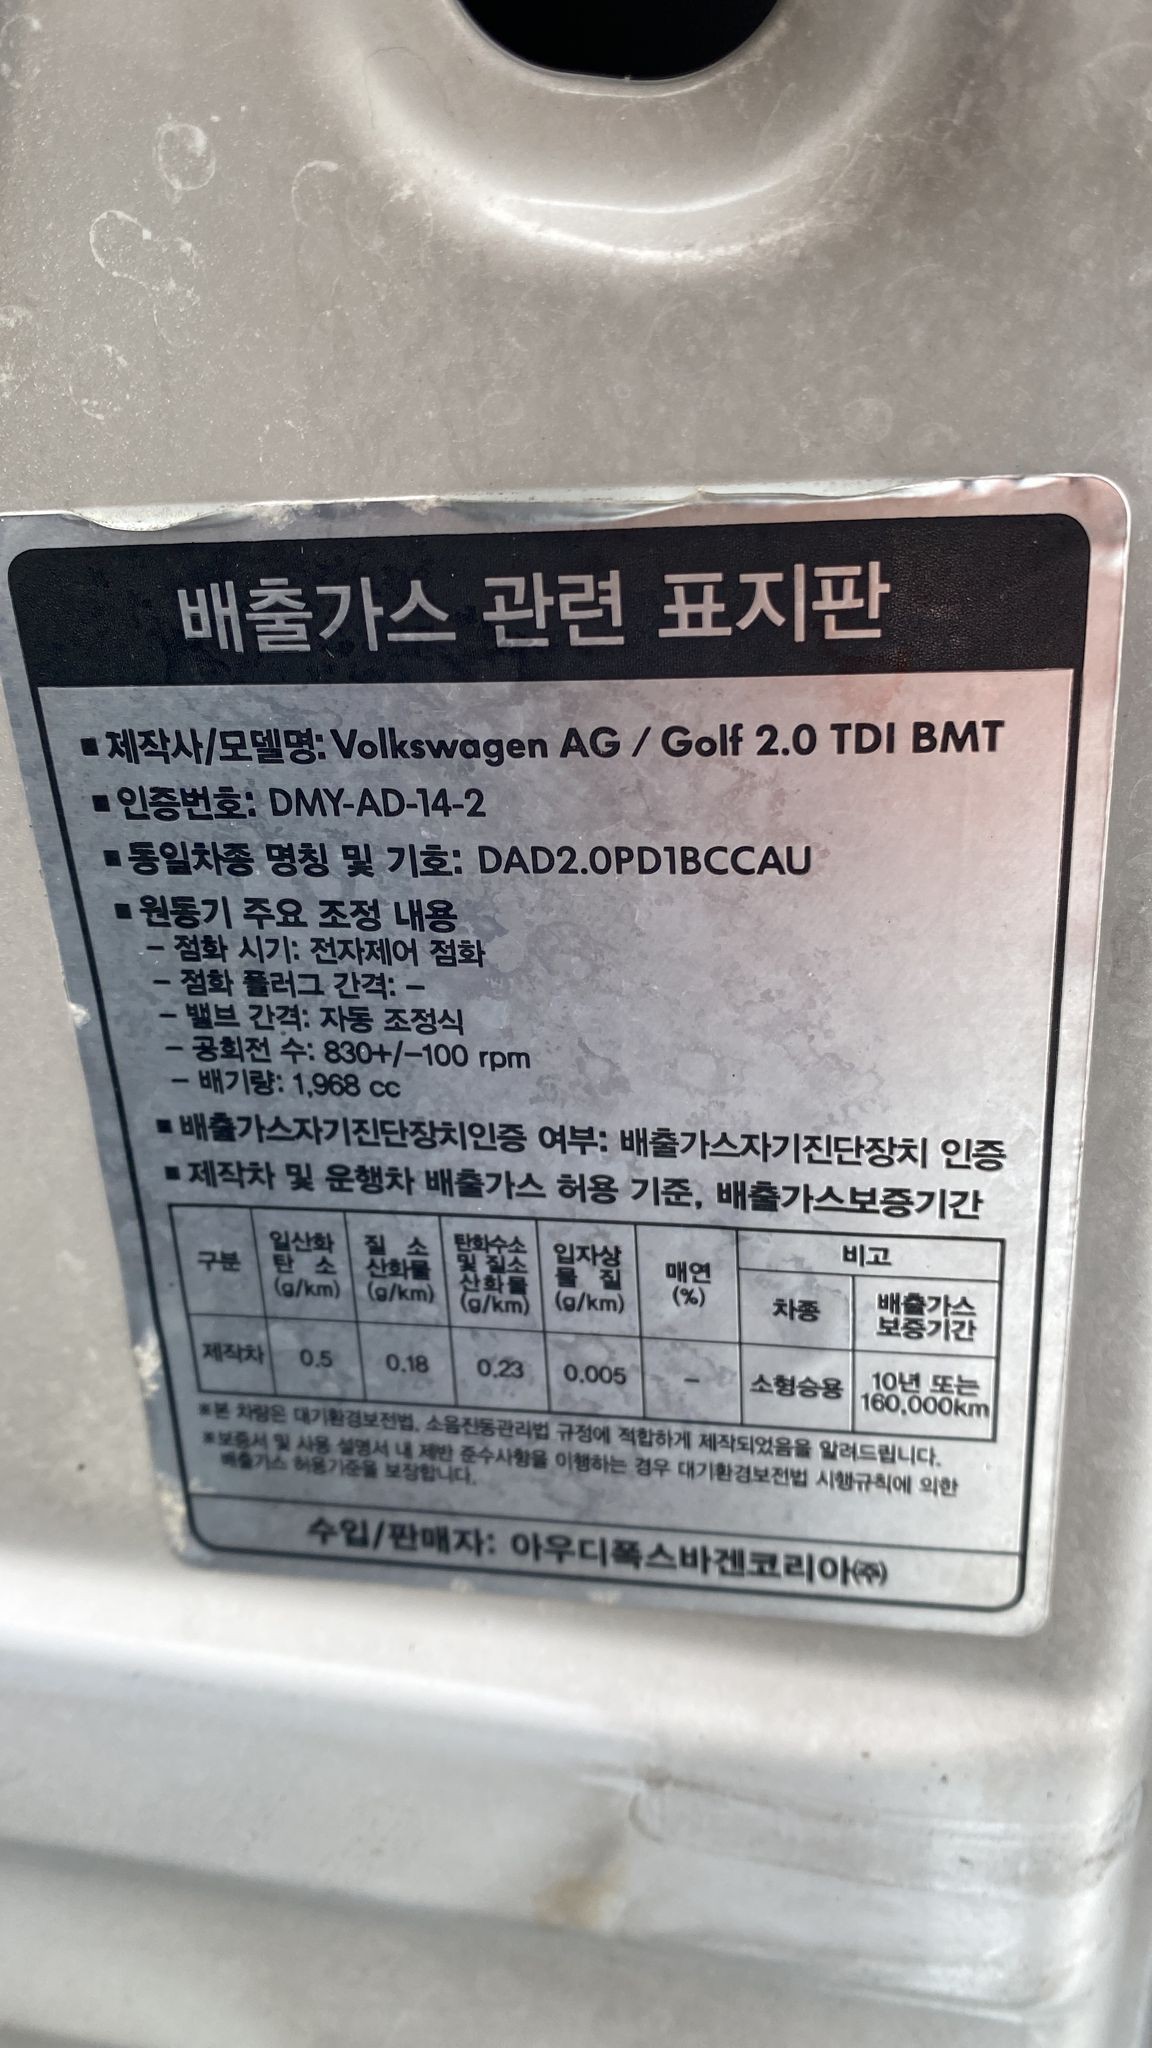 배출가스 관련 표지판
■ 제작사/모델명: Volkswagen AG / Golf 2.0 TDI BMT
■ 인증번호: DMY-AD-14-2
■ 동일차종 명칭 및 기호: DAD2.0PD1BCCAU
■ 원동기 주요 조정 내용
– 점화 시기: 전자제어 점화
– 점화 플러그 간격: –
– 밸브 간격: 자동 조정식
– 공회전 수: 830+/–100 rpm
– 배기량: 1,968 cc
■ 배출가스자기진단장치인증 여부: 배출가스자기진단장치 인증
■ 제작차 및 운행차 배출가스 허용 기준, 배출가스보증기간
구분 일산화 탄 소 (g/km) 질 소 산화물 (g/km) 탄화수소 및 질소 산화물 (g/km) 입자상 물 질 (g/km) 매연 (%) 비고
차종 배출가스 보증기간
제작차 0.5 0.18 0.23 0.005 – 소형승용 10년 또는 160,000km
※본 차량은 대기환경보전법, 소음진동관리법 규정에 적합하게 제작되었음을 알려드립니다.
※보증서 및 사용 설명서 내 제반 준수사항을 이행하는 경우 대기환경보전법 시행규칙에 의한
배출가스 허용기준을 보장합니다.
수입/판매자: 아우디폭스바겐코리아㈜